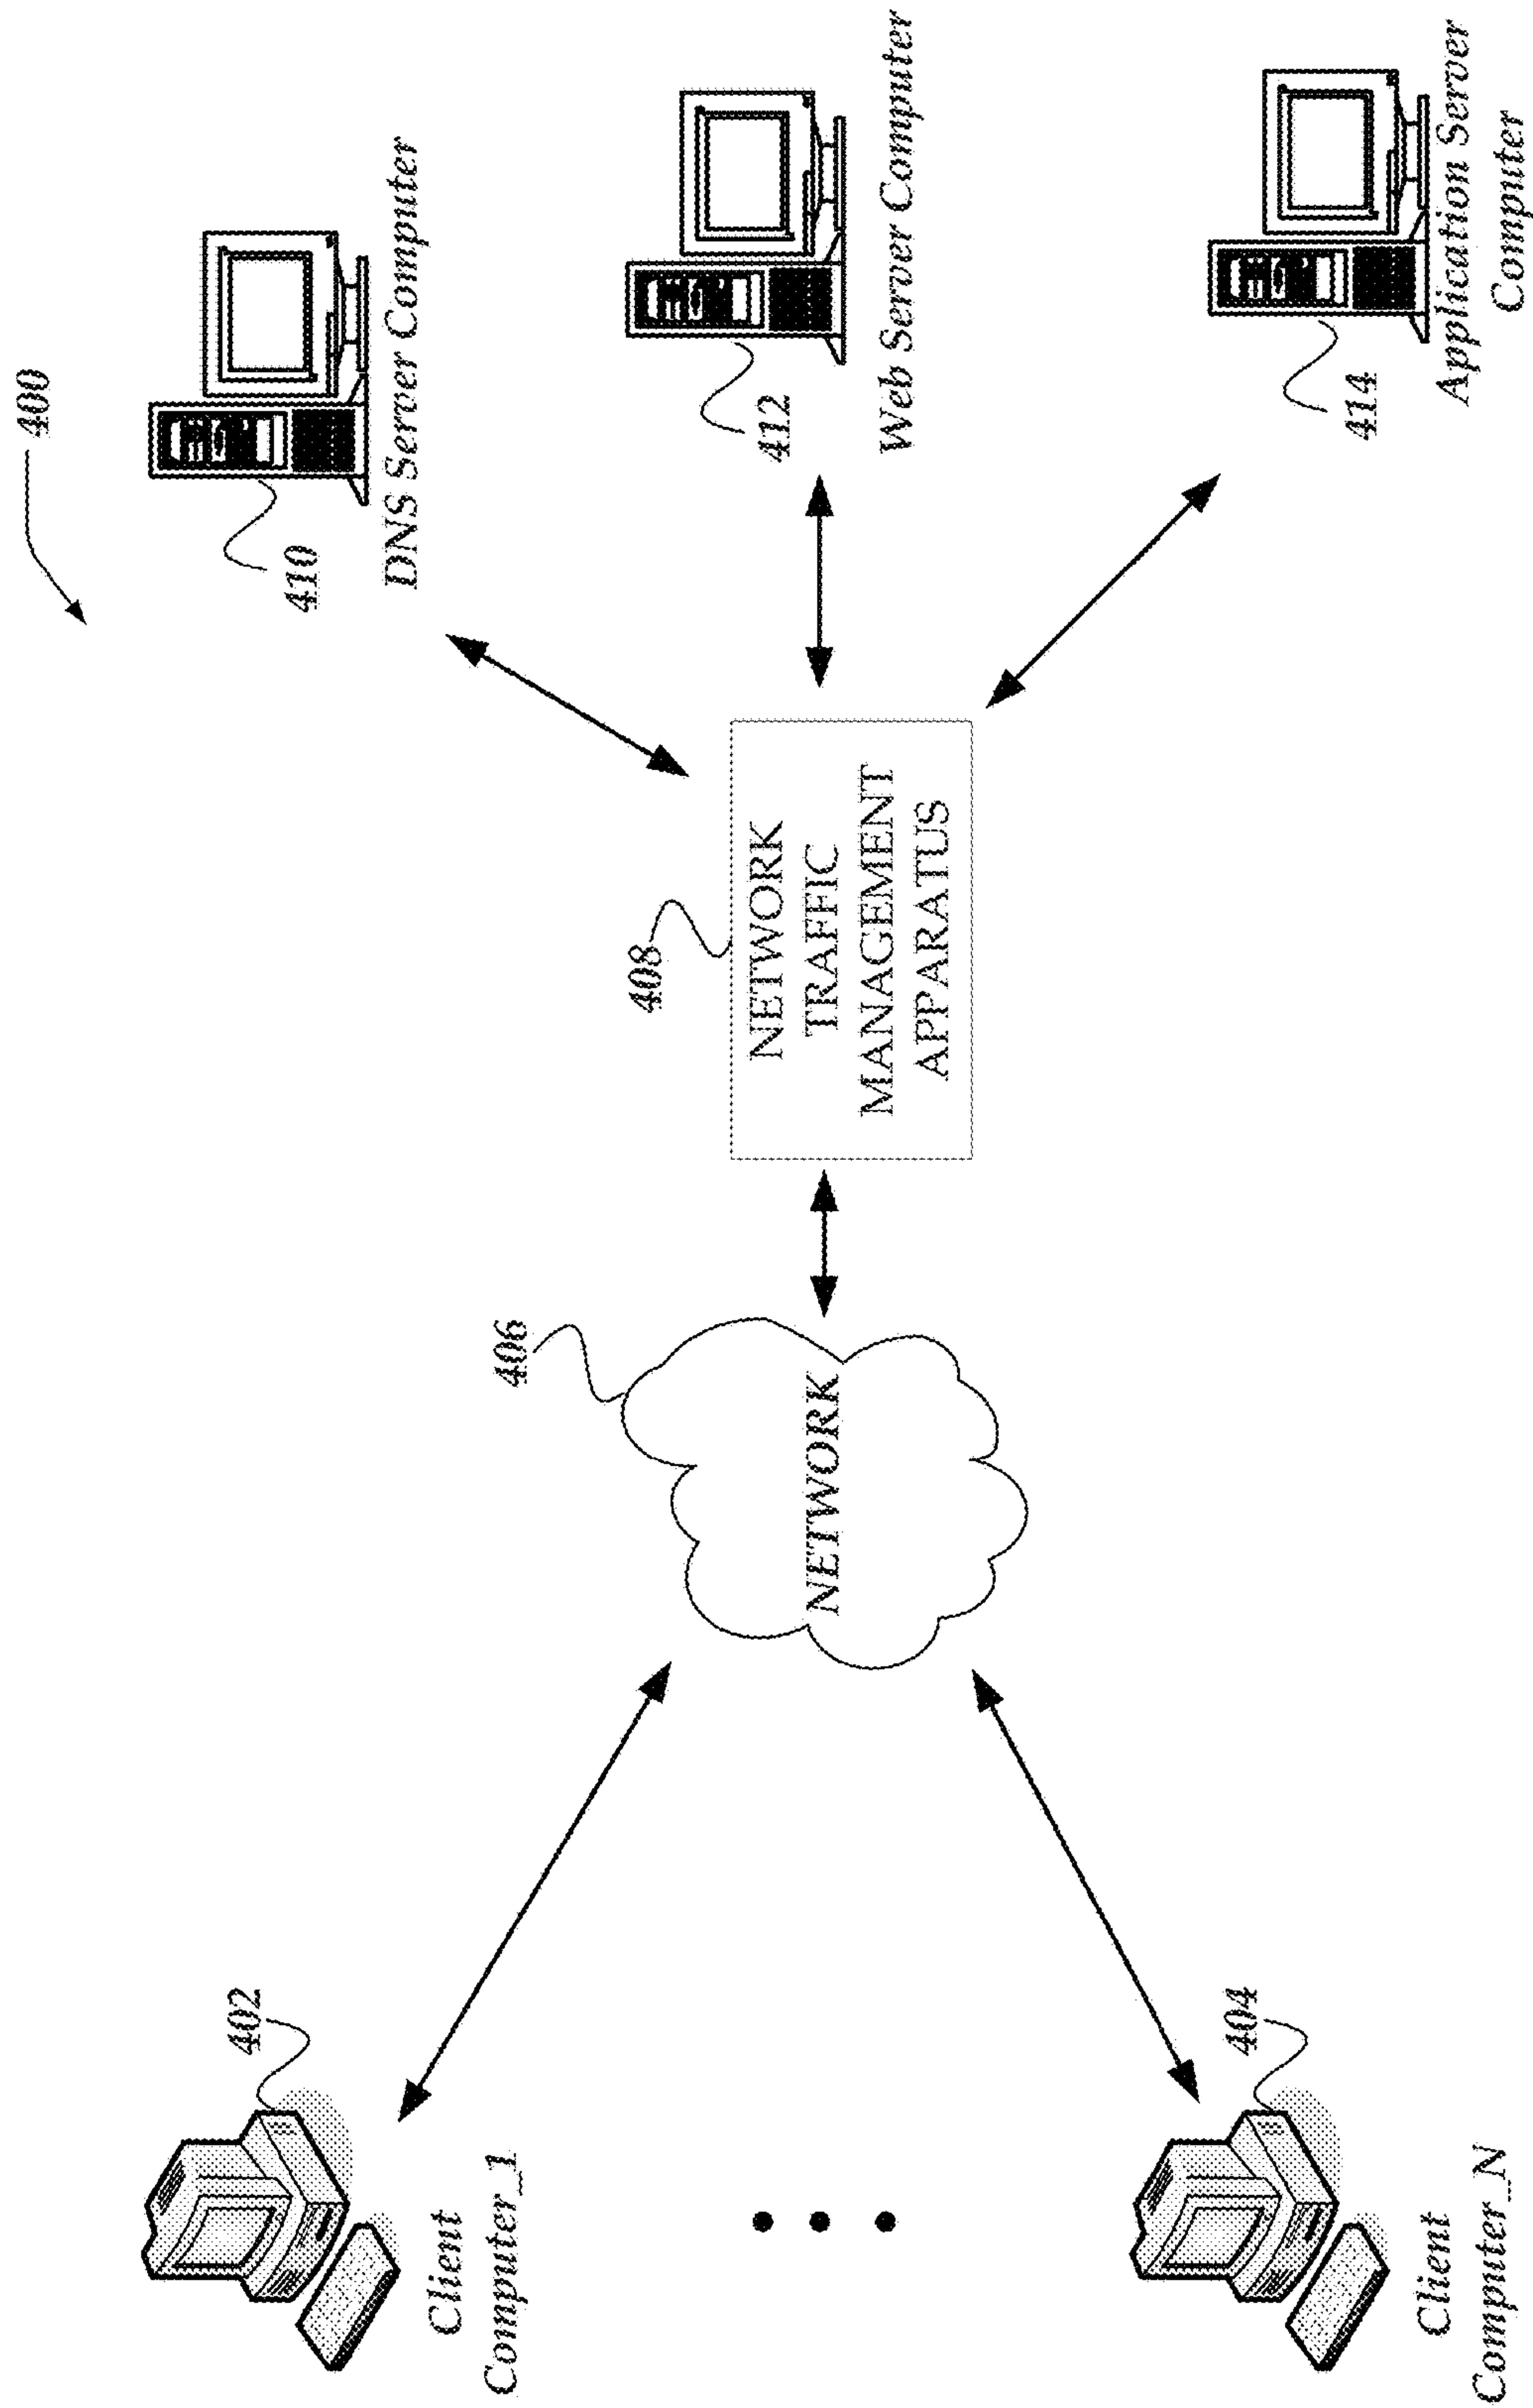 400
402
Client
Computer_1
404
Client
Computer_N
406
NETWORK
408
NETWORK
TRAFFIC
MANAGEMENT
APPARATUS
410
DNS Server Computer
412
Web Server Computer
414
Application Server
Computer